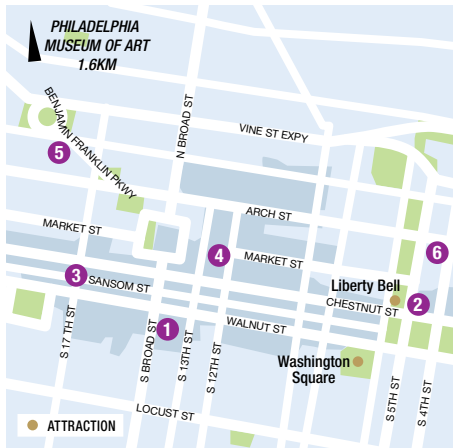 PHILADELPHIA
MUSEUM OF ART
1.6KM
BENJAMIN FRANKLIN PKWY
N BROAD ST
VINE ST EXPY
5
ARCH ST
MARKET ST
4
MARKET ST
6
3
SANSOM ST
Liberty Bell
CHESTNUT ST
2
1
WALNUT ST
S 17 TH ST
S BROAD ST
S 13TH ST
S 12TH ST
Washington
Square
S 5TH ST
S 4TH ST
LOCUST ST
ATTRACTION